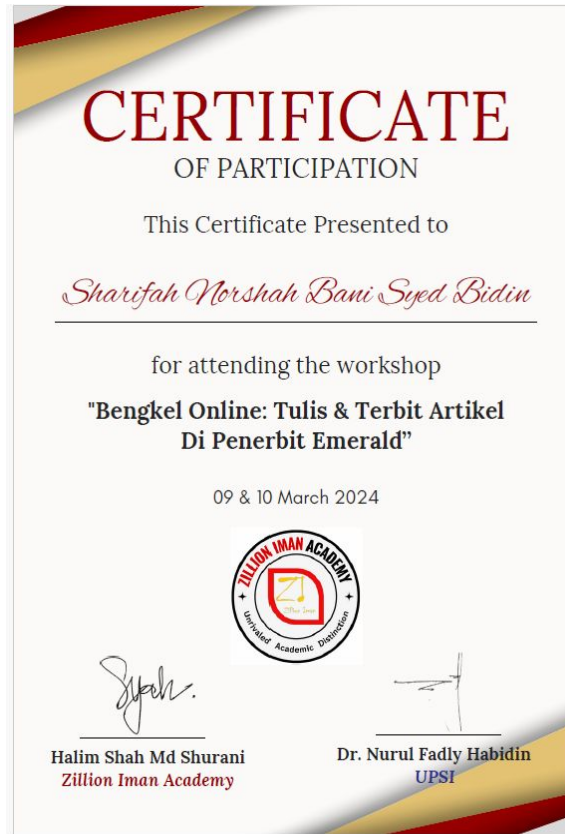 CERTIFICATE
OF PARTICIPATION
This Certificate Presented to
Sharifah Norshah Bani Syed Bidin
for attending the workshop
"Bengkel Online: Tulis & Terbit Artikel
Di Penerbit Emerald”
09 & 10 March 2024
ZILLION IMAN ACADEMY
ZI
Zillion Iman
Unrivaled Academic Distinction
Syah.
Halim Shah Md Shurani
Zillion Iman Academy
Dr. Nurul Fadly Habidin
UPSI